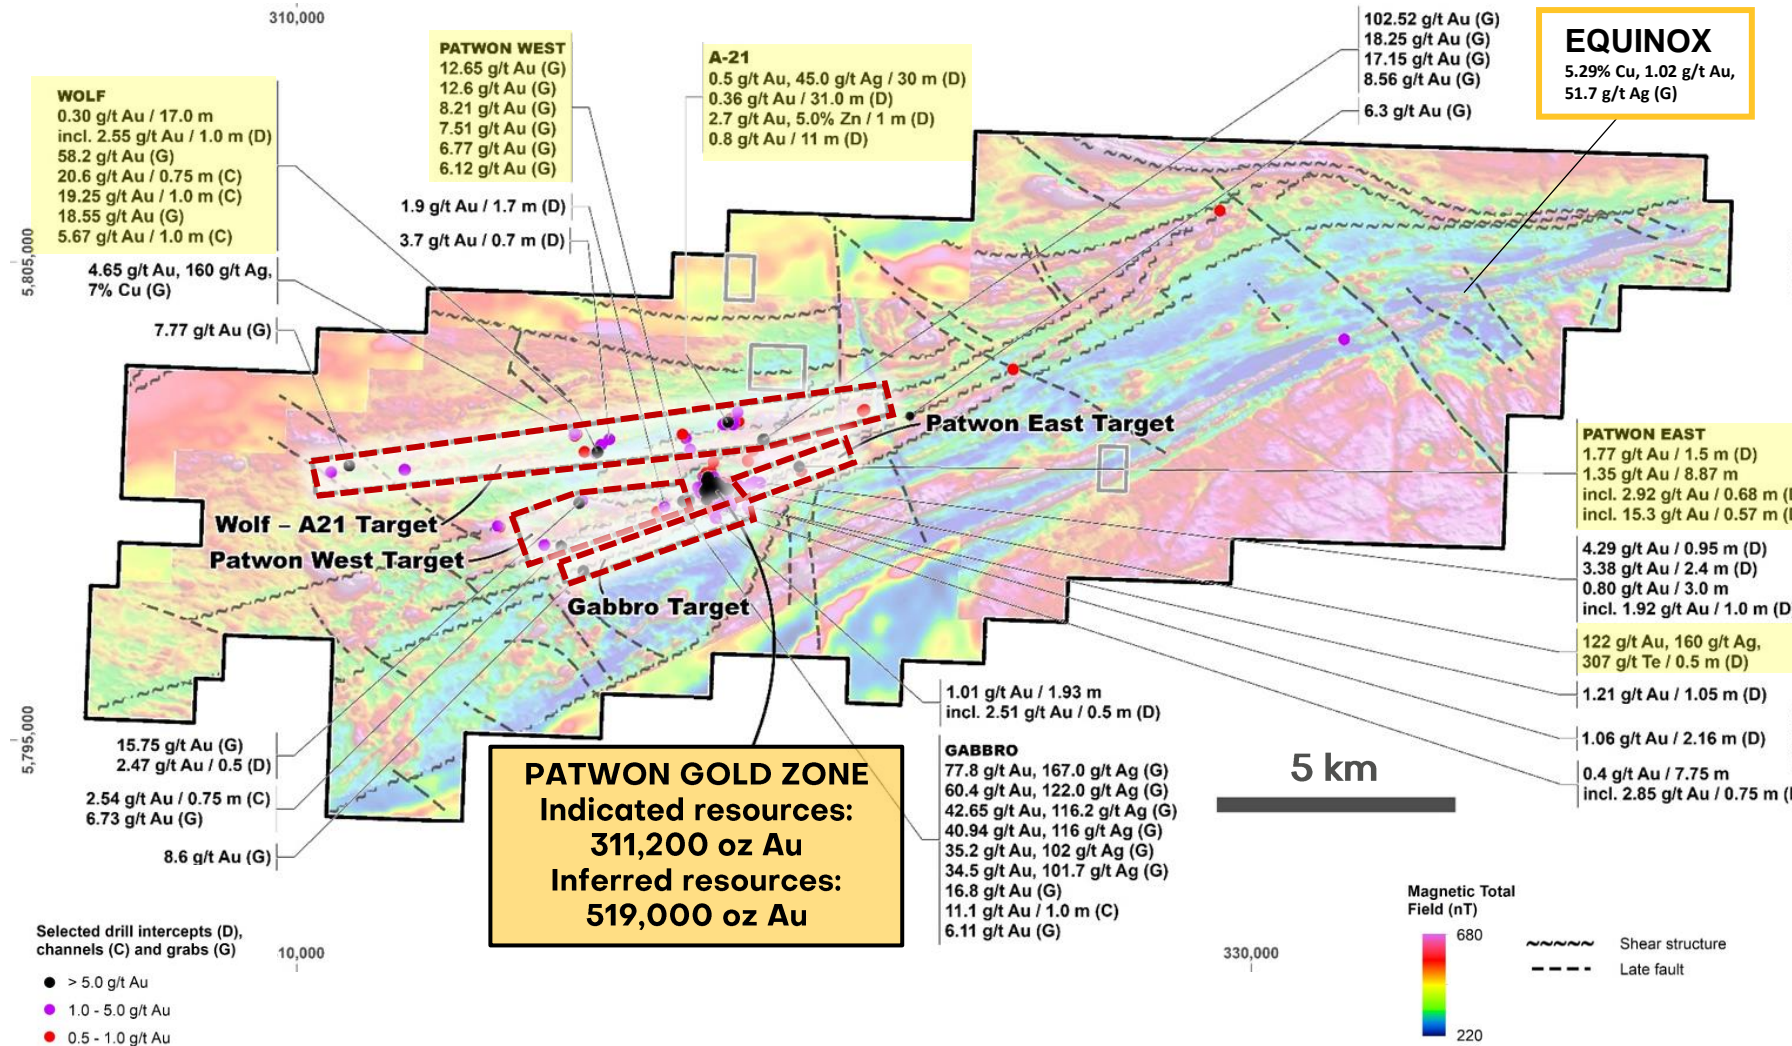 310,000
WOLF
0.30 g/t Au / 17.0 m
incl. 2.55 g/t Au / 1.0 m (D)
58.2 g/t Au (G)
20.6 g/t Au / 0.75 m (C)
19.25 g/t Au / 1.0 m (C)
18.55 g/t Au (G)
5.67 g/t Au / 1.0 m (C)
4.65 g/t Au, 160 g/t Ag,
7% Cu (G)
7.77 g/t Au (G)
PATWON WEST
12.65 g/t Au (G)
12.6 g/t Au (G)
8.21 g/t Au (G)
7.51 g/t Au (G)
6.77 g/t Au (G)
6.12 g/t Au (G)
1.9 g/t Au / 1.7 m (D)
3.7 g/t Au / 0.7 m (D)
A-21
0.5 g/t Au, 45.0 g/t Ag / 30 m (D)
0.36 g/t Au / 31.0 m (D)
2.7 g/t Au, 5.0% Zn / 1 m (D)
0.8 g/t Au / 11 m (D)
102.52 g/t Au (G)
18.25 g/t Au (G)
17.15 g/t Au (G)
8.56 g/t Au (G)
6.3 g/t Au (G)
EQUINOX
5.29% Cu, 1.02 g/t Au,
51.7 g/t Ag (G)
5,805,000
5,795,000
Patwon East Target
Wolf – A21 Target
Patwon West Target
Gabbro Target
PATWON EAST
1.77 g/t Au / 1.5 m (D)
1.35 g/t Au / 8.87 m
incl. 2.92 g/t Au / 0.68 m (
incl. 15.3 g/t Au / 0.57 m (
4.29 g/t Au / 0.95 m (D)
3.38 g/t Au / 2.4 m (D)
0.80 g/t Au / 3.0 m
incl. 1.92 g/t Au / 1.0 m (D
122 g/t Au, 160 g/t Ag,
307 g/t Te / 0.5 m (D)
1.21 g/t Au / 1.05 m (D)
1.06 g/t Au / 2.16 m (D)
0.4 g/t Au / 7.75 m
incl. 2.85 g/t Au / 0.75 m (
15.75 g/t Au (G)
2.47 g/t Au / 0.5 (D)
2.54 g/t Au / 0.75 m (C)
6.73 g/t Au (G)
8.6 g/t Au (G)
PATWON GOLD ZONE
Indicated resources:
311,200 oz Au
Inferred resources:
519,000 oz Au
1.01 g/t Au / 1.93 m
incl. 2.51 g/t Au / 0.5 m (D)
GABBRO
77.8 g/t Au, 167.0 g/t Ag (G)
60.4 g/t Au, 122.0 g/t Ag (G)
42.65 g/t Au, 116.2 g/t Ag (G)
40.94 g/t Au, 116 g/t Ag (G)
35.2 g/t Au, 102 g/t Ag (G)
34.5 g/t Au, 101.7 g/t Ag (G)
16.8 g/t Au (G)
11.1 g/t Au / 1.0 m (C)
6.11 g/t Au (G)
5 km
Selected drill intercepts (D),
channels (C) and grabs (G)
> 5.0 g/t Au
1.0 - 5.0 g/t Au
0.5 - 1.0 g/t Au
10,000
330,000
Magnetic Total
Field (nT)
680
220
Shear structure
Late fault